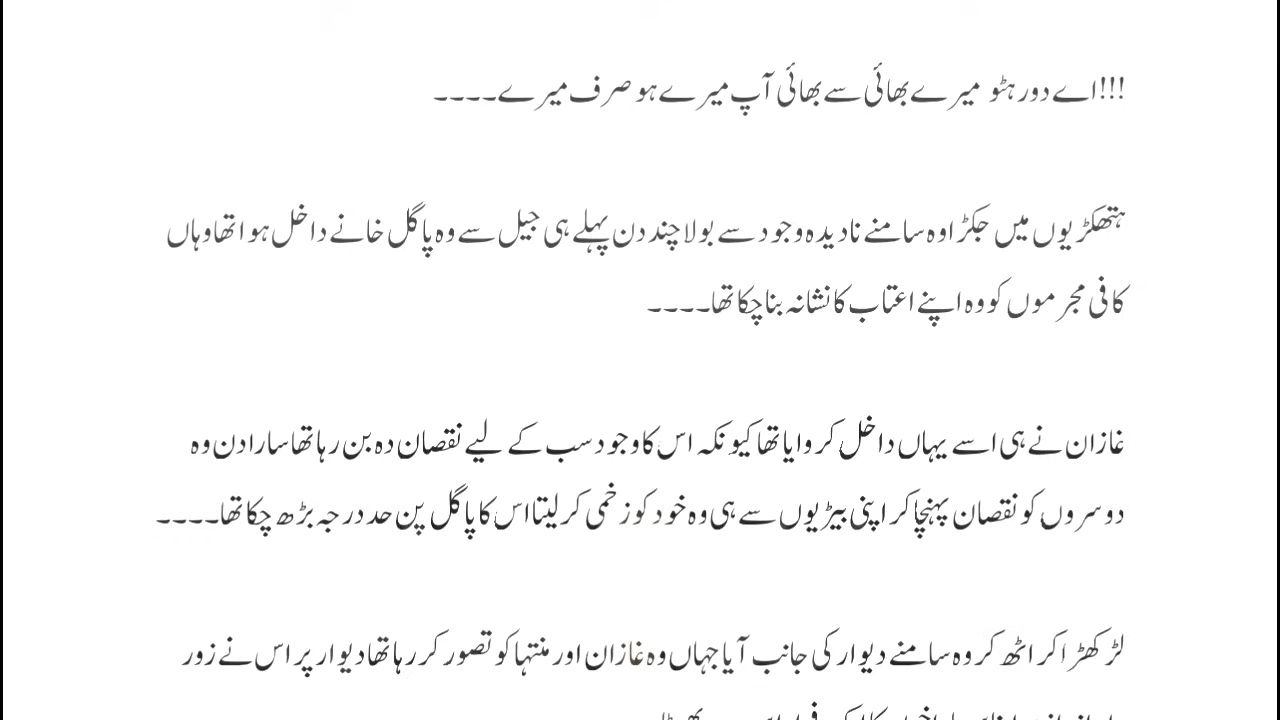 !!!اے دور ہٹو میرے بھائی سے بھائی آپ میرے ہو صرف میرے۔۔۔۔
ہتھکڑیوں میں جکڑا وہ سامنے نادیدہ وجود سے بولا چند دن پہلے ہی جیل سے وہ پاگل خانے داخل ہوا تھا وہاں
کافی مجرموں کو وہ اپنے اعتاب کا نشانہ بنا چکا تھا۔۔۔۔
غازان نے ہی اسے یہاں داخل کروایا تھا کیونکہ اس کا وجود سب کے لیے نقصان دہ بن رہا تھا سارا دن وہ
دوسروں کو نقصان پہنچا کر اپنی بیڑیوں سے ہی وہ خود کو زخمی کر لیتا اس کا پاگل پن حد درجہ بڑھ چکا تھا۔۔۔۔
لڑکھڑا کر اٹھ کر وہ سامنے دیوار کی جانب آیا جہاں وہ غازان اور منتہا کو تصور کر رہا تھا دیوار پر اس نے زور